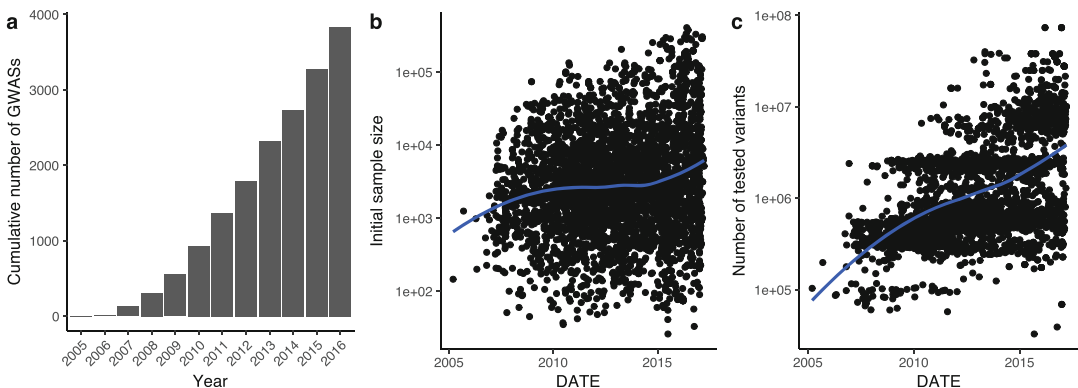 a
Cumulative number of GWASs
4000
3000
2000
1000
0
2005 2006 2007 2008 2009 2010 2011 2012 2013 2014 2015 2016
Year
b
Initial sample size
1e+05
1e+04
1e+03
1e+02
2005 2010 2015
DATE
c
Number of tested variants
1e+08
1e+07
1e+06
1e+05
2005 2010 2015
DATE